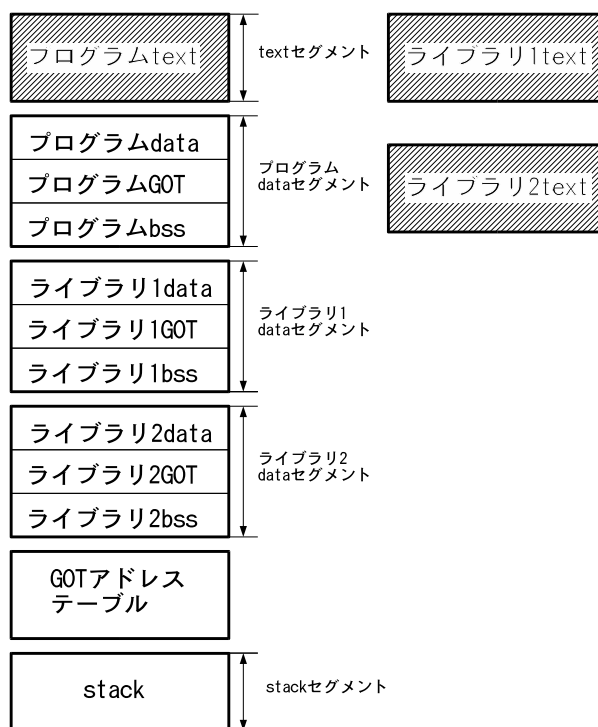 プログラムtext
textセグメント
ライブラリ1text
プログラムdata
プログラムGOT
プログラムbss
プログラム
dataセグメント
ライブラリ2text
ライブラリ1data
ライブラリ1GOT
ライブラリ1bss
ライブラリ1
dataセグメント
ライブラリ2data
ライブラリ2GOT
ライブラリ2bss
ライブラリ2
dataセグメント
GOTアドレス
テーブル
stack
stackセグメント